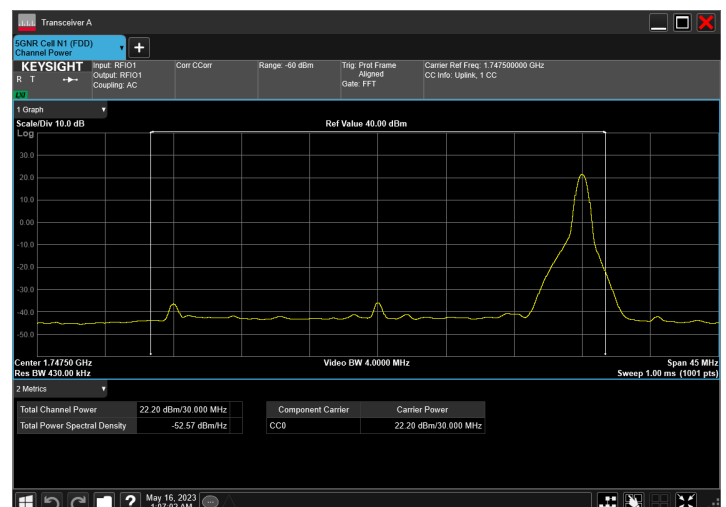 Transceiver A
5GNR Cell N1 (FDD)
Channel Power
KEYSIGHT
R T
LXI
Input: RFIO1
Output: RFIO1
Coupling: AC
Corr CCorr
Range: -60 dBm
Trig: Prot Frame
Aligned
Gate: FFT
Carrier Ref Freq: 1.747500000 GHz
CC Info: Uplink, 1 CC
1 Graph
Scale/Div 10.0 dB
Ref Value 40.00 dBm
Log
30.0
20.0
10.0
0.00
-10.0
-20.0
-30.0
-40.0
-50.0
Center 1.74750 GHz
Video BW 4.0000 MHz
Span 45 MHz
Res BW 430.00 kHz
Sweep 1.00 ms (1001 pts)
2 Metrics
Total Channel Power 22.20 dBm/30.000 MHz
Total Power Spectral Density -52.57 dBm/Hz
Component Carrier Carrier Power
CC0 22.20 dBm/30.000 MHz
May 16, 2023
1:07:02 AM